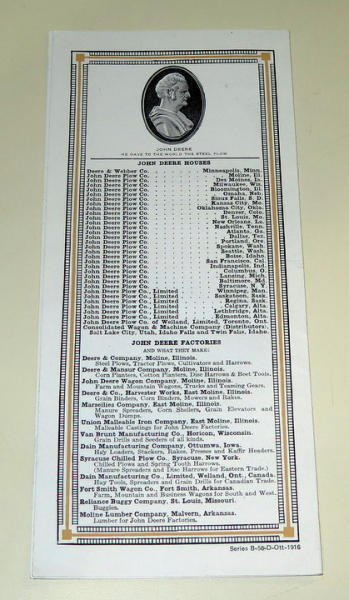 JOHN DEERE
HE GAVE TO THE WORLD THE STEEL PLOW
JOHN DEERE HOUSES
Deere & Webber Co. . . . . . Minneapolis, Minn.
John Deere Plow Co. . . . . . Moline, Ill.
John Deere Plow Co. . . . . . Des Moines, Ia.
John Deere Plow Co. . . . . . Milwaukee, Wis.
John Deere Plow Co. . . . . . Bloomington, Ill.
John Deere Plow Co. . . . . . Omaha, Neb.
John Deere Plow Co. . . . . . Sioux Falls, S. D.
John Deere Plow Co. . . . . . Kansas City, Mo.
John Deere Plow Co. . . . . . Oklahoma City, Okla.
John Deere Plow Co. . . . . . Denver, Colo.
John Deere Plow Co. . . . . . St. Louis, Mo.
John Deere Plow Co. . . . . . New Orleans, La.
John Deere Plow Co. . . . . . Nashville, Tenn.
John Deere Plow Co. . . . . . Atlanta, Ga.
John Deere Plow Co. . . . . . Dallas, Tex.
John Deere Plow Co. . . . . . Portland, Ore.
John Deere Plow Co. . . . . . Spokane, Wash.
John Deere Plow Co. . . . . . Seattle, Wash.
John Deere Plow Co. . . . . . Boise, Idaho.
John Deere Plow Co. . . . . . San Francisco, Cal.
John Deere Plow Co. . . . . . Indianapolis, Ind.
John Deere Plow Co. . . . . . Columbus, O.
John Deere Plow Co. . . . . . Lansing, Mich.
John Deere Plow Co. . . . . . Baltimore, Md.
John Deere Plow Co. . . . . . Syracuse, N. Y.
John Deere Plow Co., Limited . . . . Winnipeg, Man.
John Deere Plow Co., Limited . . . . Saskatoon, Sask.
John Deere Plow Co., Limited . . . . Regina, Sask.
John Deere Plow Co., Limited . . . . Calgary, Alta.
John Deere Plow Co., Limited . . . . Lethbridge, Alta.
John Deere Plow Co., Limited . . . . Edmonton, Alta.
John Deere Plow Co. of Welland, Limited, Toronto, Ont.
Consolidated Wagon & Machine Company (Distributers),
Salt Lake City, Utah, Idaho Falls and Twin Falls, Idaho.
JOHN DEERE FACTORIES
AND WHAT THEY MAKE:
Deere & Company, Moline, Illinois.
Steel Plows, Tractor Plows, Cultivators and Harrows.
Deere & Mansur Company, Moline, Illinois.
Corn Planters, Cotton Planters, Disc Harrows & Beet Tools.
John Deere Wagon Company, Moline, Illinois.
Farm and Mountain Wagons, Trucks and Teaming Gears.
Deere & Co., Harvester Works, East Moline, Illinois.
Grain Binders, Corn Binders, Mowers and Rakes.
Marseilles Company, East Moline, Illinois.
Manure Spreaders, Corn Shellers, Grain Elevators and
Wagon Dumps.
Union Malleable Iron Company, East Moline, Illinois.
Malleable Castings for John Deere Factories.
Van Brunt Manufacturing Co., Horicon, Wisconsin.
Grain Drills and Seeders of all kinds.
Dain Manufacturing Company, Ottumwa, Iowa.
Hay Loaders, Stackers, Rakes, Presses and Kaffir Headers.
Syracuse Chilled Plow Co., Syracuse, New York.
Chilled Plows and Spring Tooth Harrows.
(Manure Spreaders and Disc Harrows for Eastern Trade.)
Dain Manufacturing Co., Limited, Welland, Ont., Canada.
Hay Tools, Spreaders and Grain Drills for Canadian Trade.
Fort Smith Wagon Co., Fort Smith, Arkansas.
Farm, Mountain and Business Wagons for South and West.
Reliance Buggy Company, St. Louis, Missouri.
Buggies.
Moline Lumber Company, Malvern, Arkansas.
Lumber for John Deere Factories.
Series B-58-D-Ott-1916